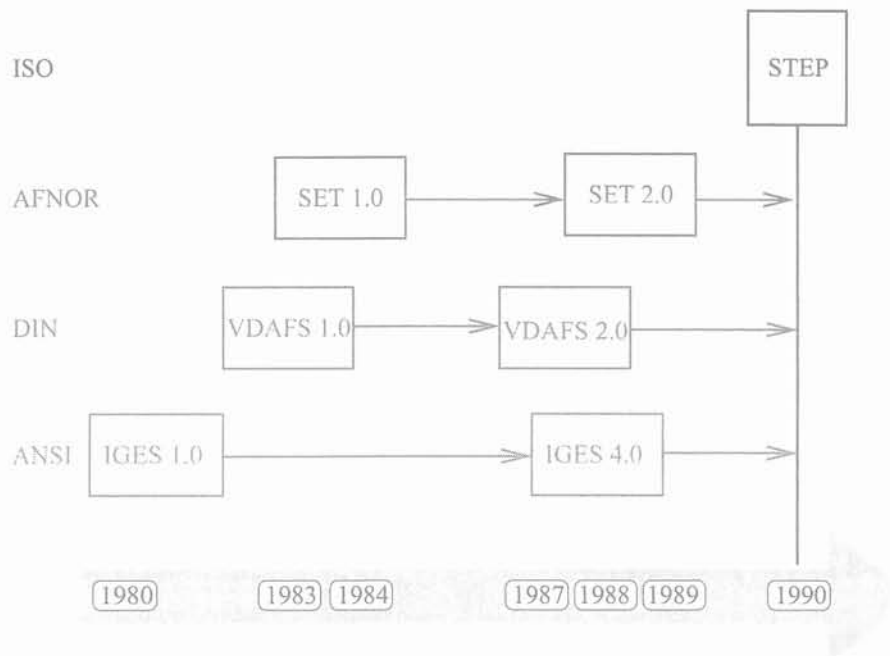 ISO STEP
AFNOR SET 1.0 SET 2.0
DIN VDAFS 1.0 VDAFS 2.0
ANSI IGES 1.0 IGES 4.0
1980 1983 1984 1987 1988 1989 1990